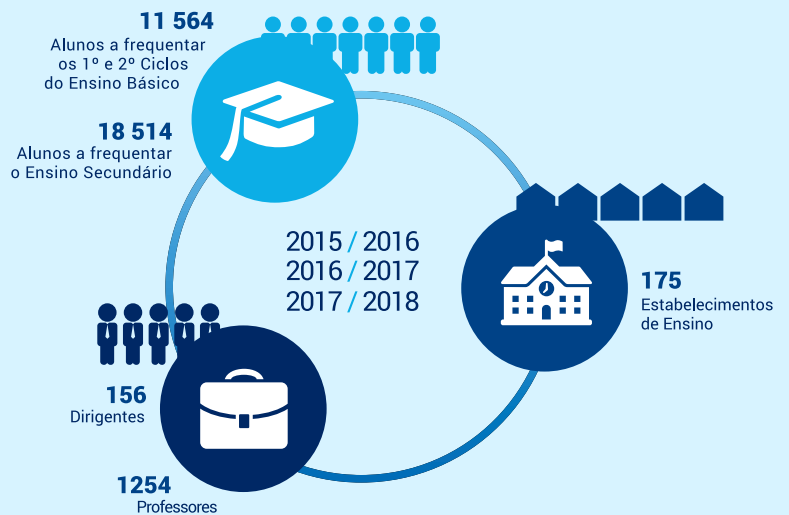 11 564
Alunos a frequentar
os 1º e 2º Ciclos
do Ensino Básico
18 514
Alunos a frequentar
o Ensino Secundário
2015 / 2016
2016 / 2017
2017 / 2018
175
Estabelecimentos
de Ensino
156
Dirigentes
1254
Professores